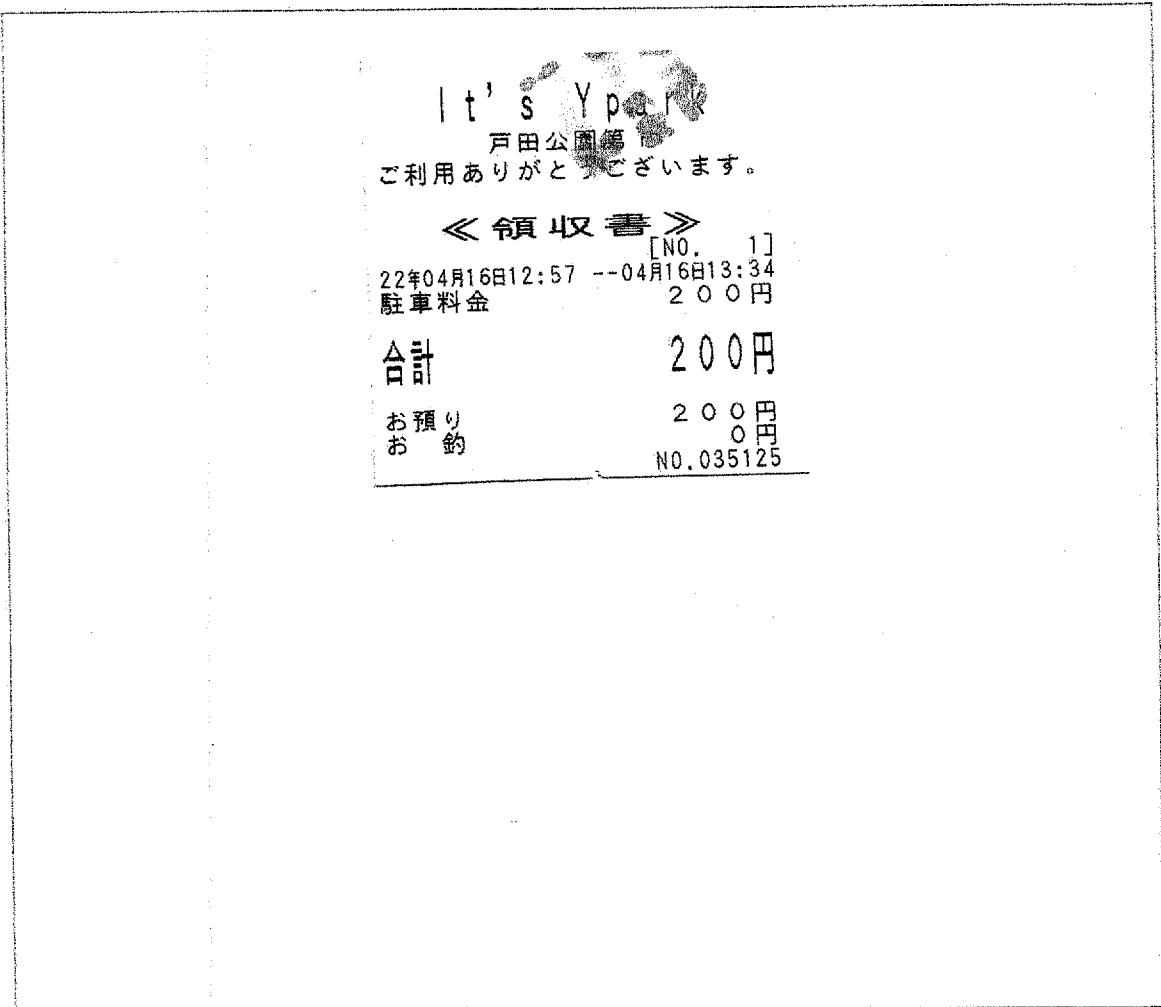 It's Ypark
戸田公園第
ご利用ありがとうございます。
≪領収書≫
[NO. 1]
22年04月16日12:57 --04月16日13:34
駐車料金 200円
合計 200円
お預り 200円
お 釣 0円
NO.035125